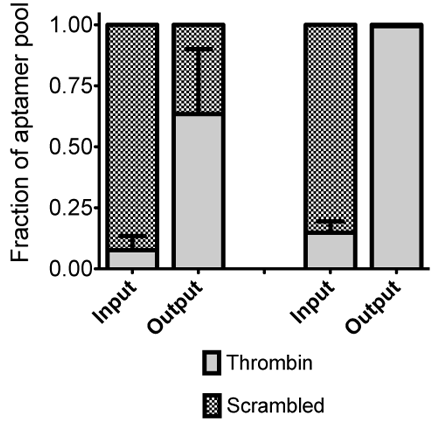 Fraction of aptamer pool
1.00
0.75
0.50
0.25
0.00
Input
Output
Input
Output
Thrombin
Scrambled